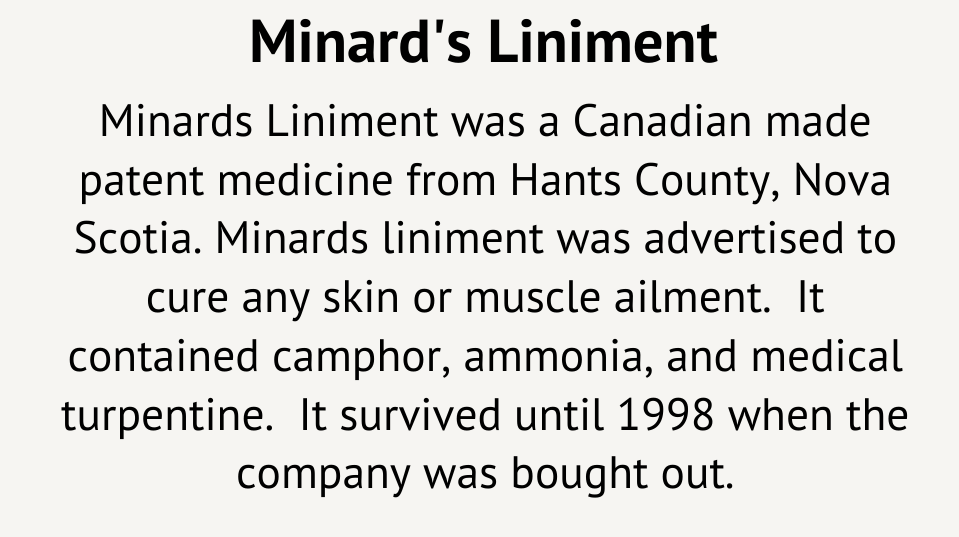 Minard's Liniment
Minards Liniment was a Canadian made
patent medicine from Hants County, Nova
Scotia. Minards liniment was advertised to
cure any skin or muscle ailment.  It
contained camphor, ammonia, and medical
turpentine.  It survived until 1998 when the
company was bought out.